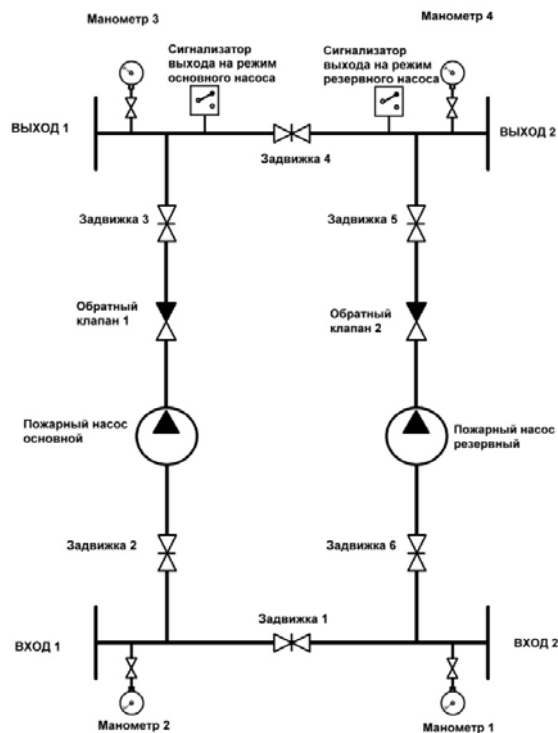 Манометр 3
Манометр 4
Сигнализатор
выхода на режим
основного насоса
Сигнализатор
выхода на режим
резервного насоса
ВЫХОД 1
ВЫХОД 2
Задвижка 4
Задвижка 3
Задвижка 5
Обратный
клапан 1
Обратный
клапан 2
Пожарный насос
основной
Пожарный насос
резервный
Задвижка 2
Задвижка 6
Задвижка 1
ВХОД 1
ВХОД 2
Манометр 2
Манометр 1